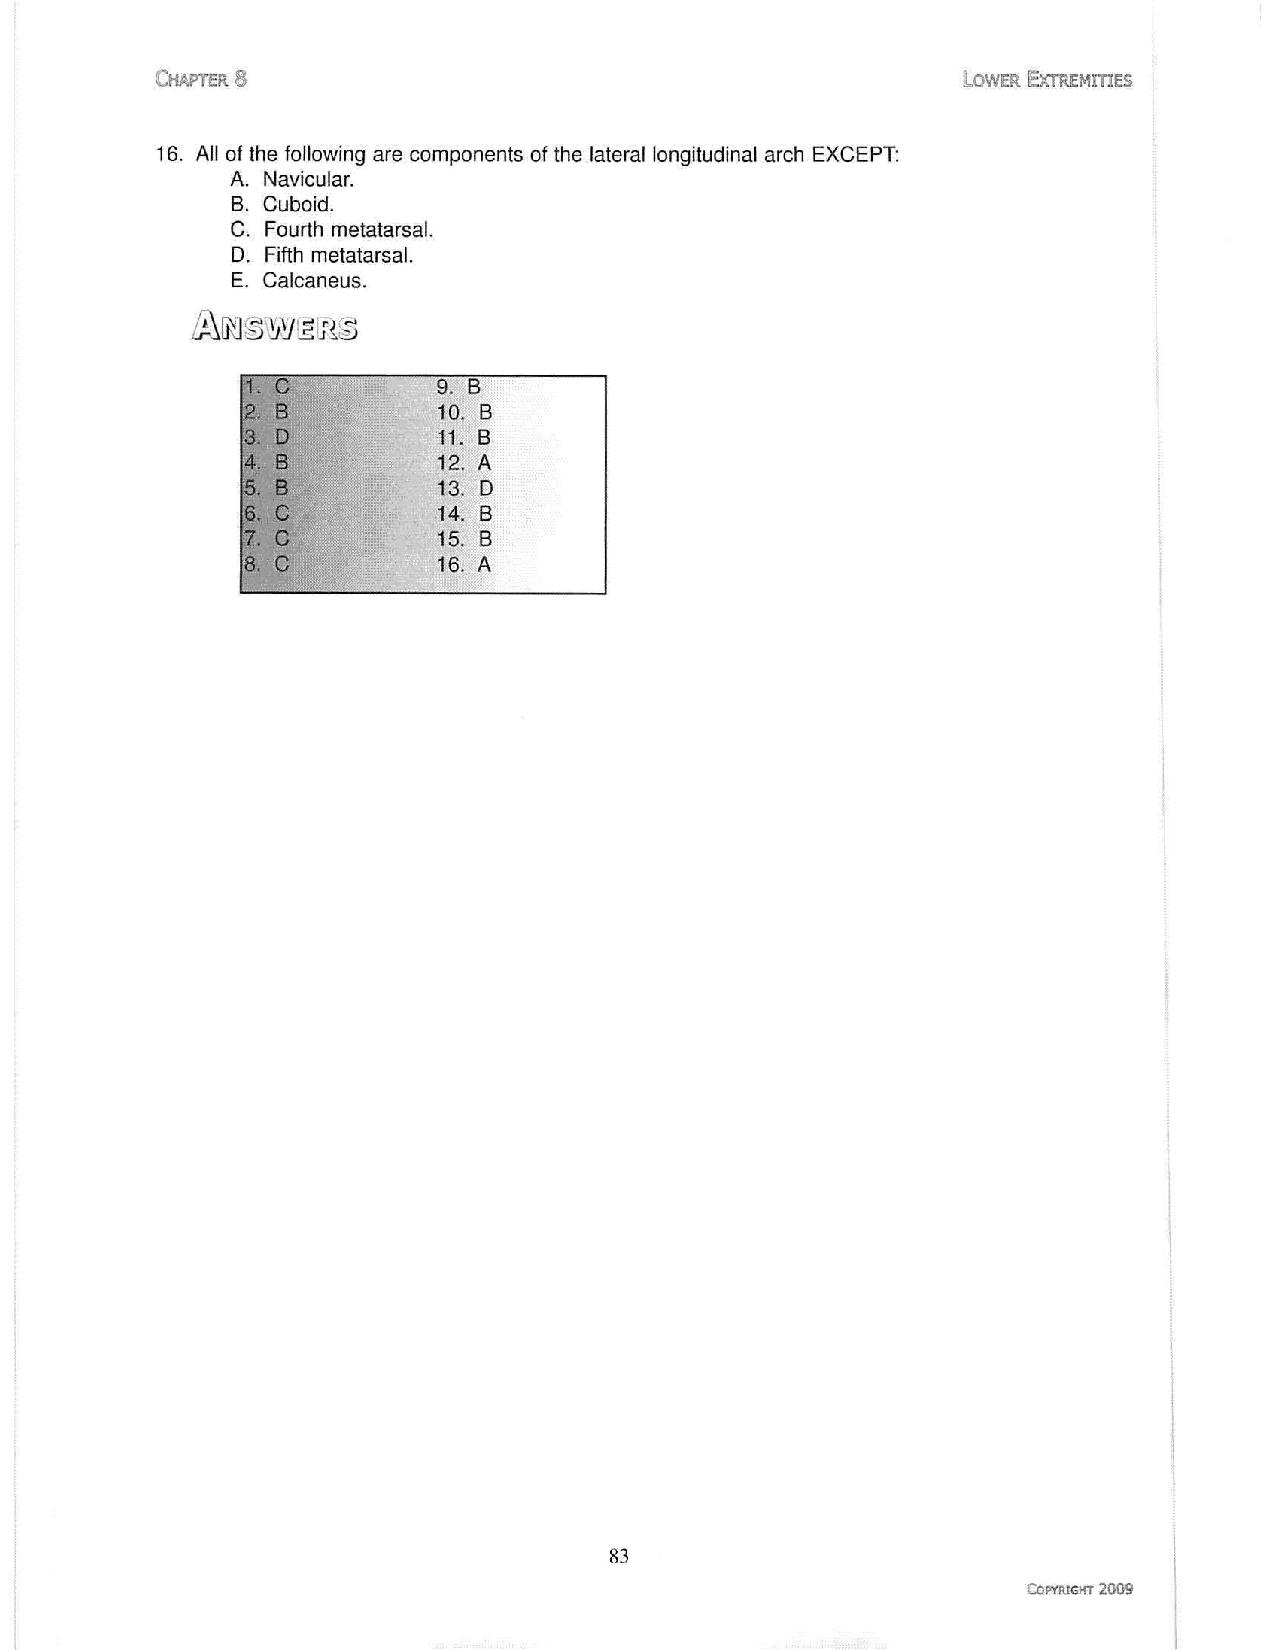 CHAPTER 8
LOWER EXTREMITIES
16. All of the following are components of the lateral longitudinal arch EXCEPT:
A. Navicular.
B. Cuboid.
C. Fourth metatarsal.
D. Fifth metatarsal.
E. Calcaneus.
ANSWERS
1. C
2. B
3. D
4. B
5. B
6. C
7. C
8. C
9. B
10. B
11. B
12. A
13. D
14. B
15. B
16. A
83
COPYRIGHT 2009